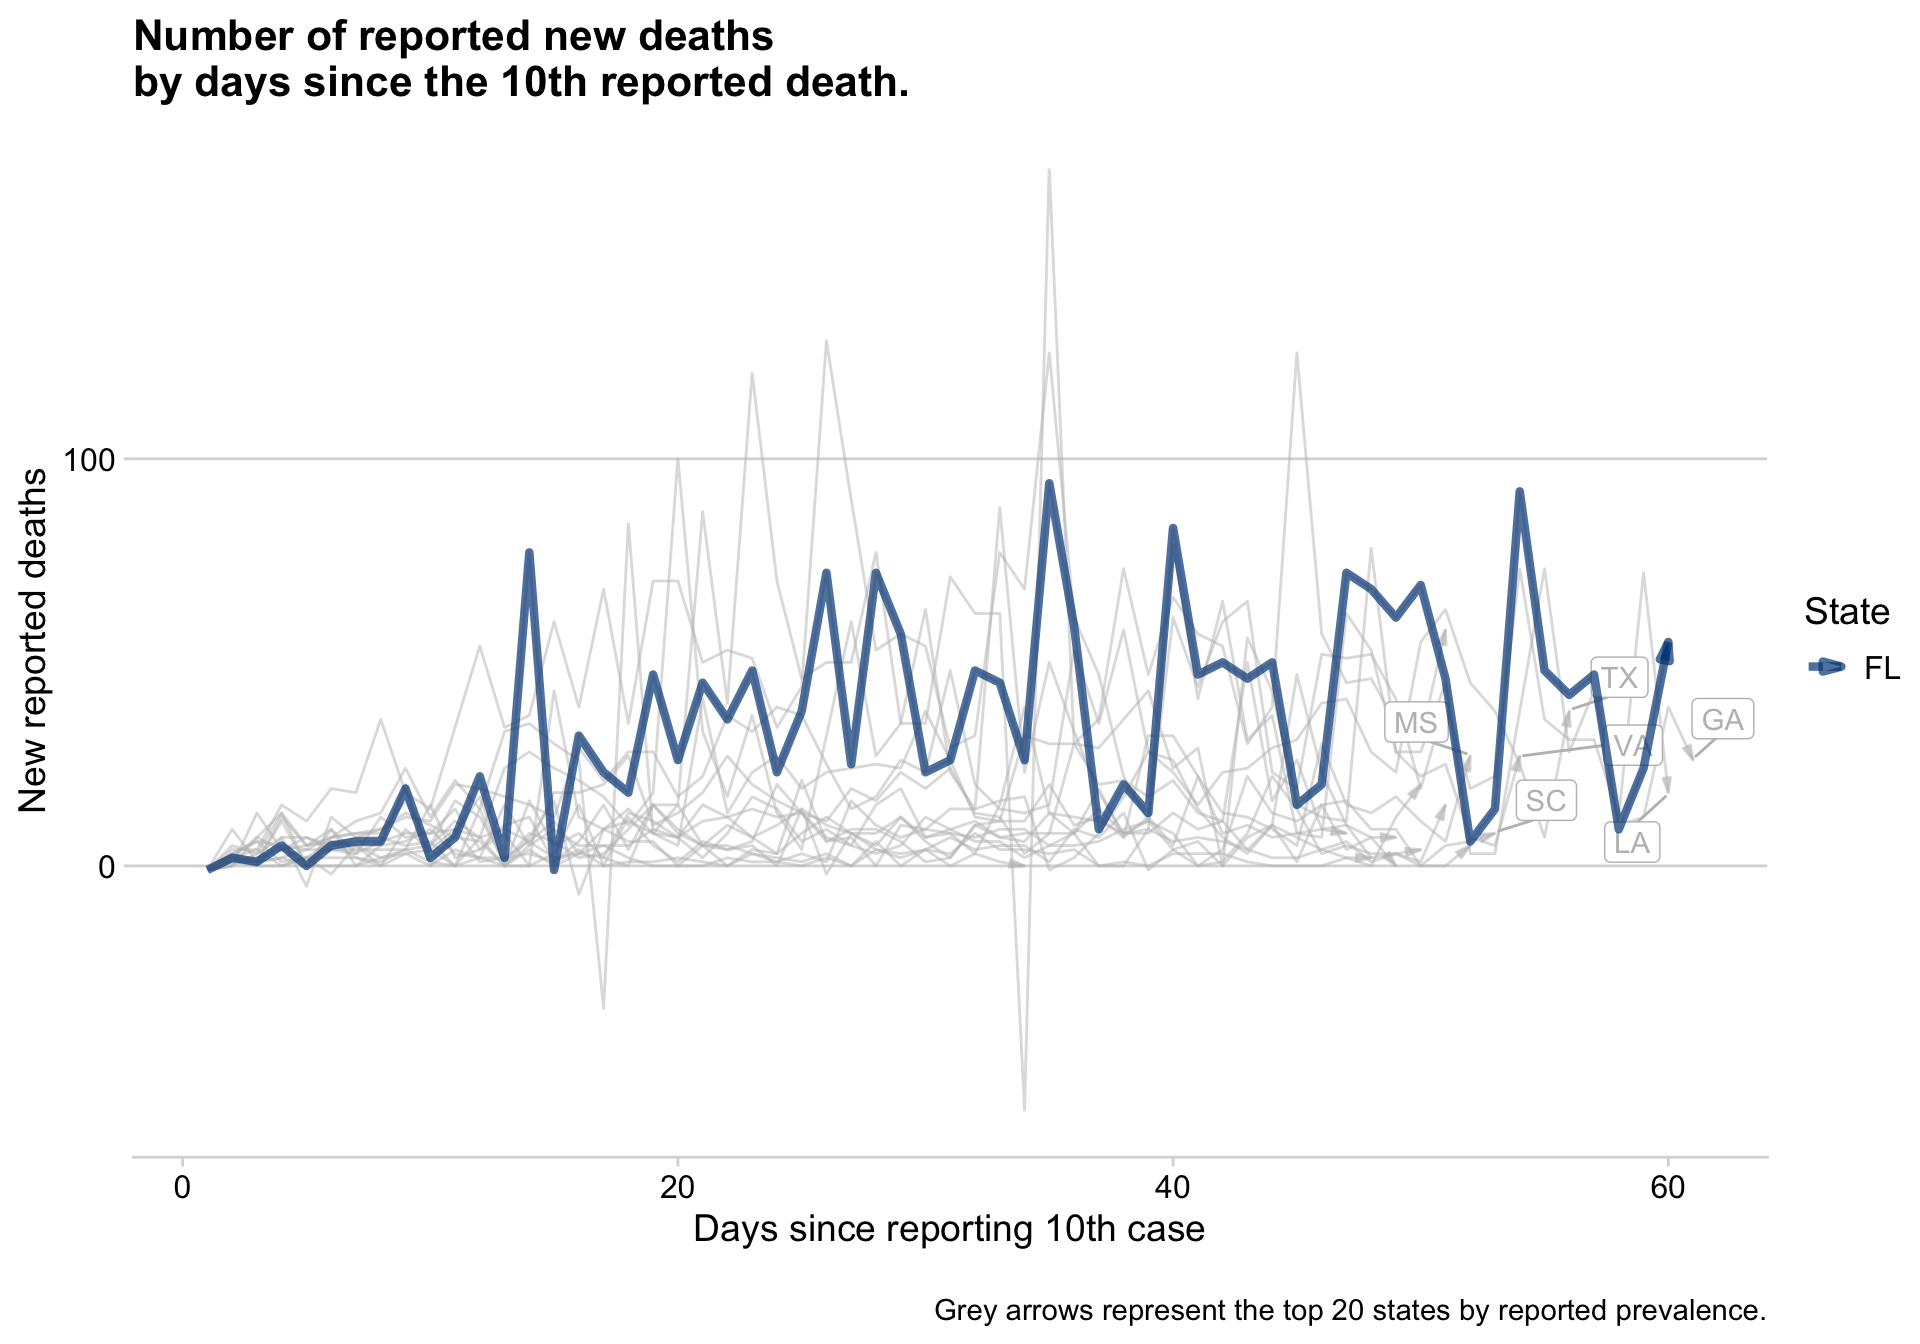 Number of reported new deaths
by days since the 10th reported death.
New reported deaths
100
0
MS
TX
VA
GA
SC
LA
State
FL
0 20 40 60
Days since reporting 10th case
Grey arrows represent the top 20 states by reported prevalence.